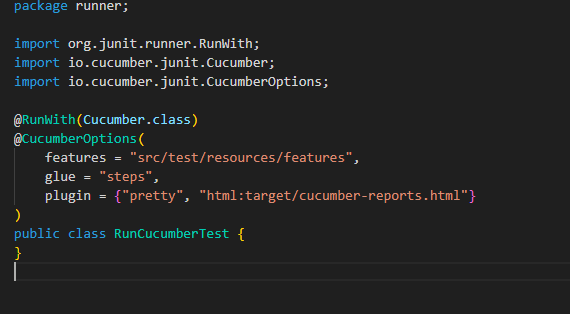 package runner;
import org.junit.runner.RunWith;
import io.cucumber.junit.Cucumber;
import io.cucumber.junit.CucumberOptions;
@RunWith(Cucumber.class)
@CucumberOptions(
    features = "src/test/resources/features",
    glue = "steps",
    plugin = {"pretty", "html:target/cucumber-reports.html"}
)
public class RunCucumberTest {
}